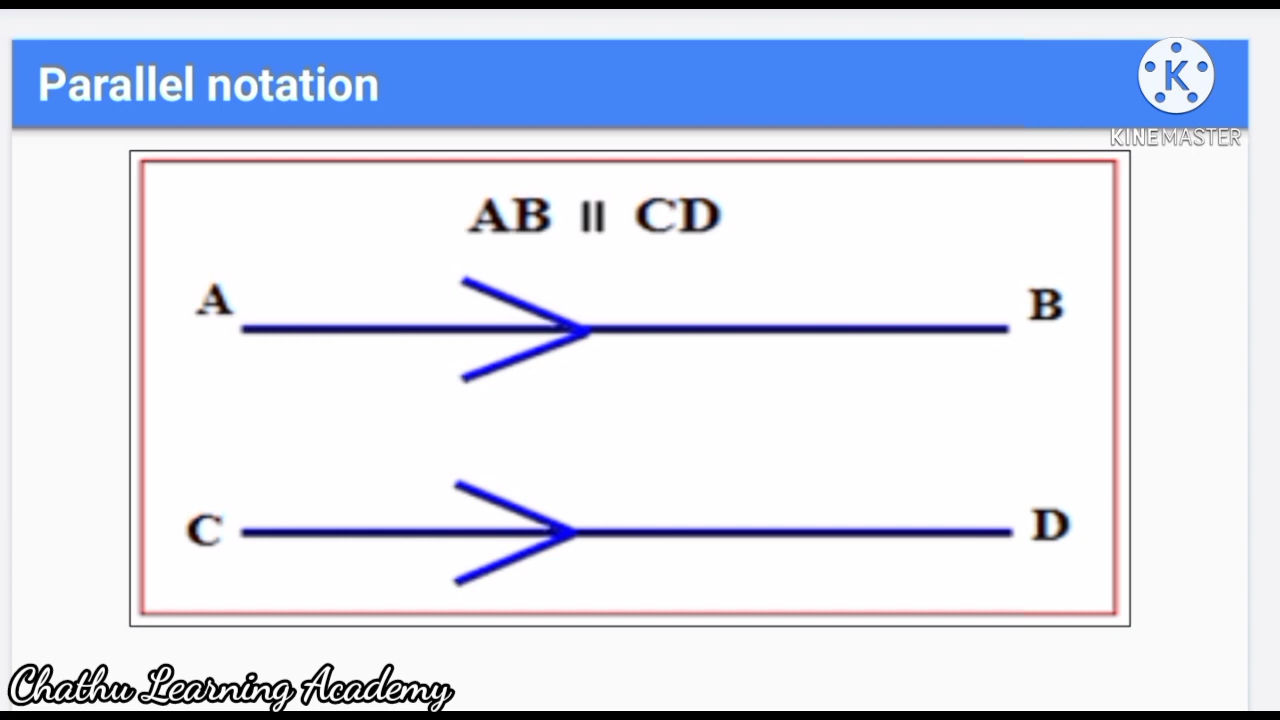 Parallel notation
K
KINEMASTER
AB || CD
A
B
C
D
Chathu Learning Academy